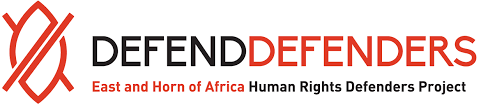 DEFENDDEFENDERS
East and Horn of Africa Human Rights Defenders Project